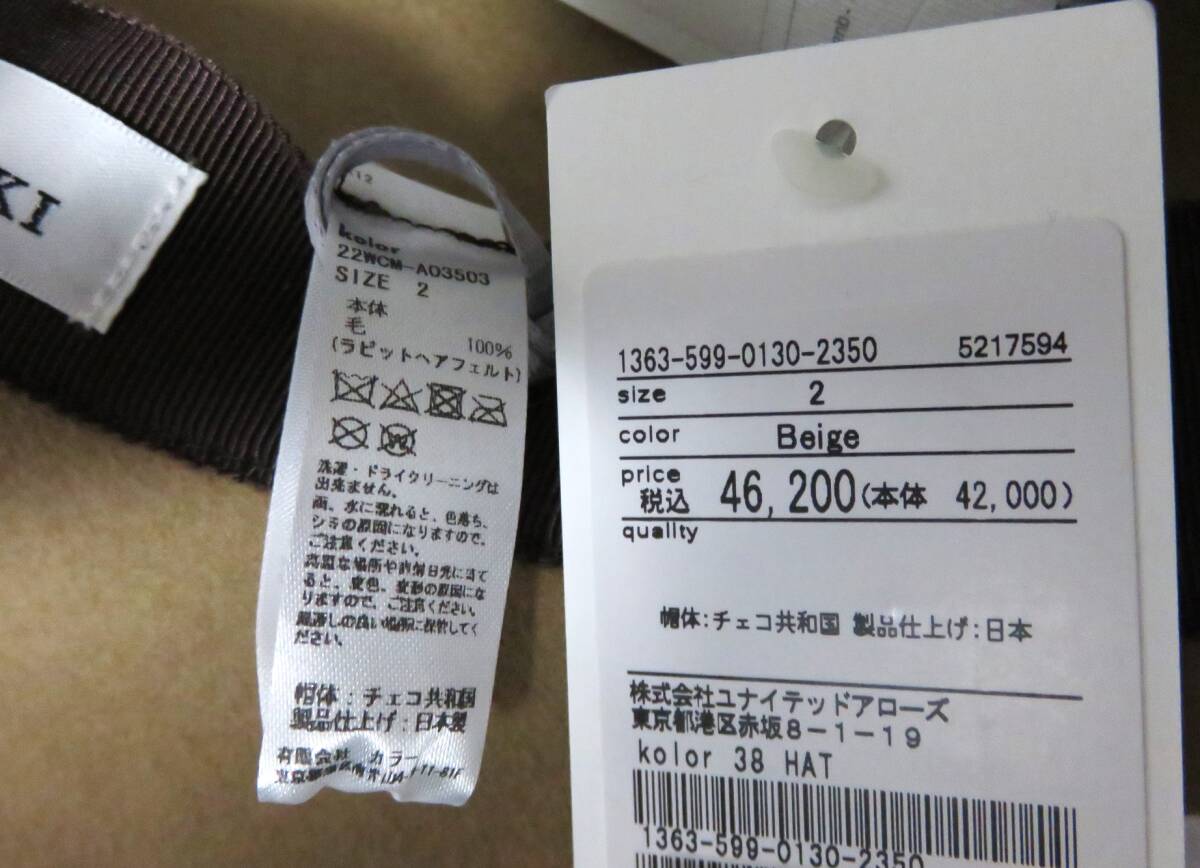 KI
kolor
22WCM-A03503
SIZE 2
本体
毛 100%
(ラビットヘアフェルト)
洗濯・ドライクリーニングは
出来ません。
雨、水に濡れると、色落ち、
シミの原因になりますので、
ご注意ください。
高温な場所や直射日光に当て
ると、変色、変形の原因にな
りますので、ご注意ください。
風通しの良い場所に保管してく
ださい。
帽体:チェコ共和国
製品仕上げ:日本製
有限会社 カラー
東京都港区南青山
1363-599-0130-2350 5217594
size 2
color Beige
price
税込 46,200(本体 42,000)
quality
帽体:チェコ共和国 製品仕上げ:日本
株式会社ユナイテッドアローズ
東京都港区赤坂8-1-19
kolor 38 HAT
1363-599-0130-2350